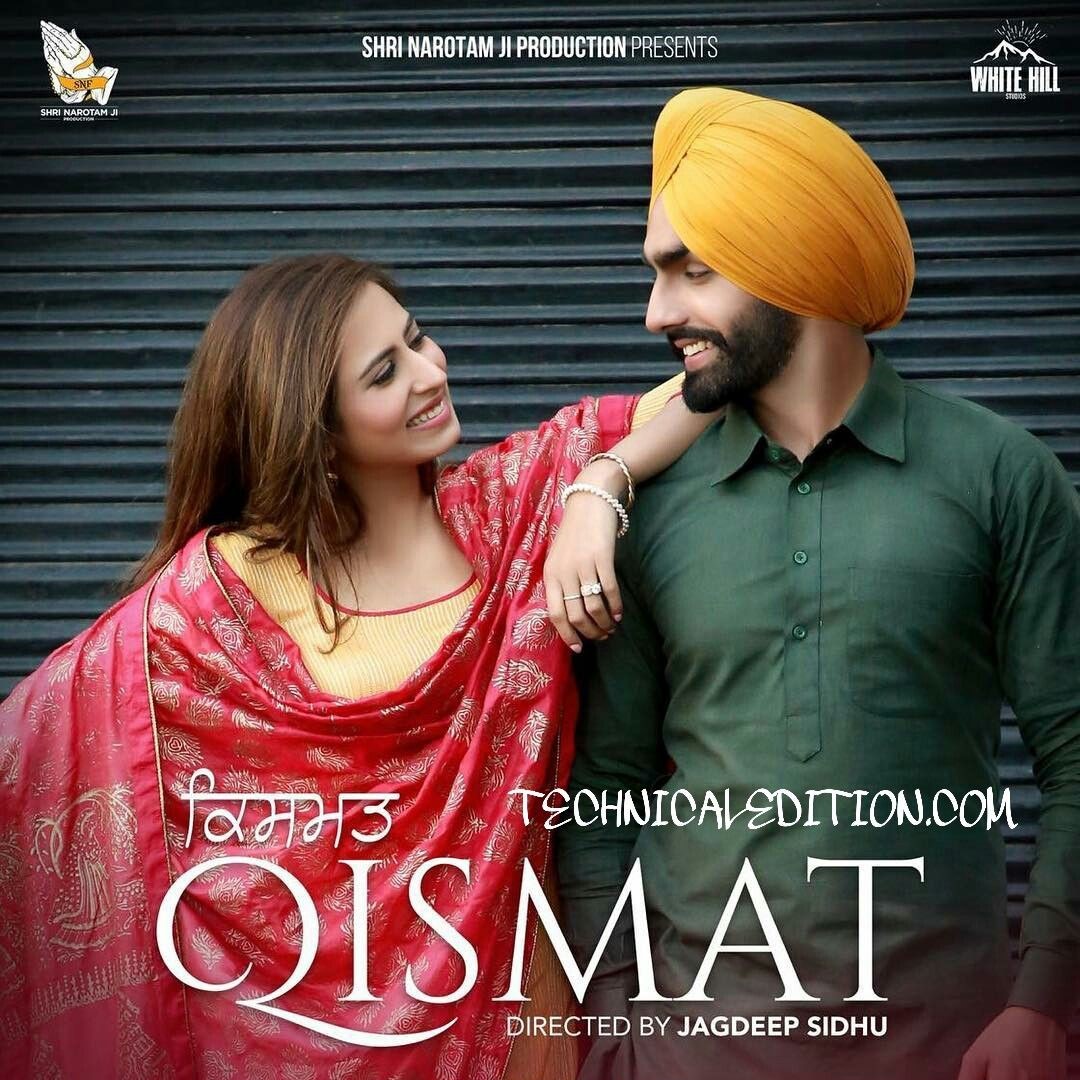 SHRI NAROTAM JI PRODUCTION PRESENTS
SNF
SHRI NAROTAM JI
PRODUCTION
WHITE HILL
STUDIOS
ਕਿਸਮਤ
TECHNICALEDITION.COM
QISMAT
DIRECTED BY JAGDEEP SIDHU